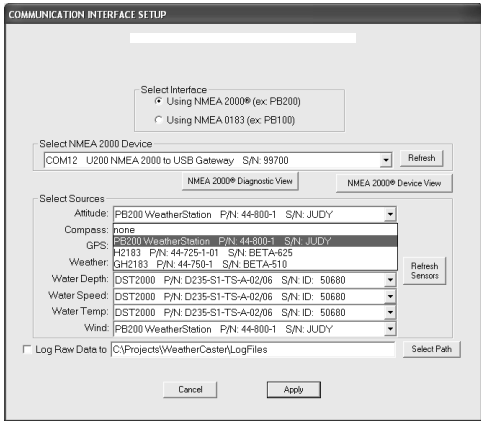 COMMUNICATION INTERFACE SETUP
Select Interface
Using NMEA 2000® (ex: PB200)
Using NMEA 0183 (ex: PB100)
Select NMEA 2000 Device
COM12 U200 NMEA 2000 to USB Gateway S/N: 99700 Refresh
NMEA 2000® Diagnostic View NMEA 2000® Device View
Select Sources
Attitude: PB200 WeatherStation P/N: 44-800-1 S/N: JUDY
Compass: none
PB200 WeatherStation P/N: 44-800-1 S/N: JUDY
GPS: H2183 P/N: 44-725-1-01 S/N: BETA-625
Weather: GH2183 P/N: 44-750-1 S/N: BETA-510
Refresh Sensors
Water Depth: DST2000 P/N: D235-S1-TS-A-02/06 S/N: ID: 50680
Water Speed: DST2000 P/N: D235-S1-TS-A-02/06 S/N: ID: 50680
Water Temp: DST2000 P/N: D235-S1-TS-A-02/06 S/N: ID: 50680
Wind: PB200 WeatherStation P/N: 44-800-1 S/N: JUDY
Log Raw Data to C:\Projects\WeatherCaster\LogFiles Select Path
Cancel Apply